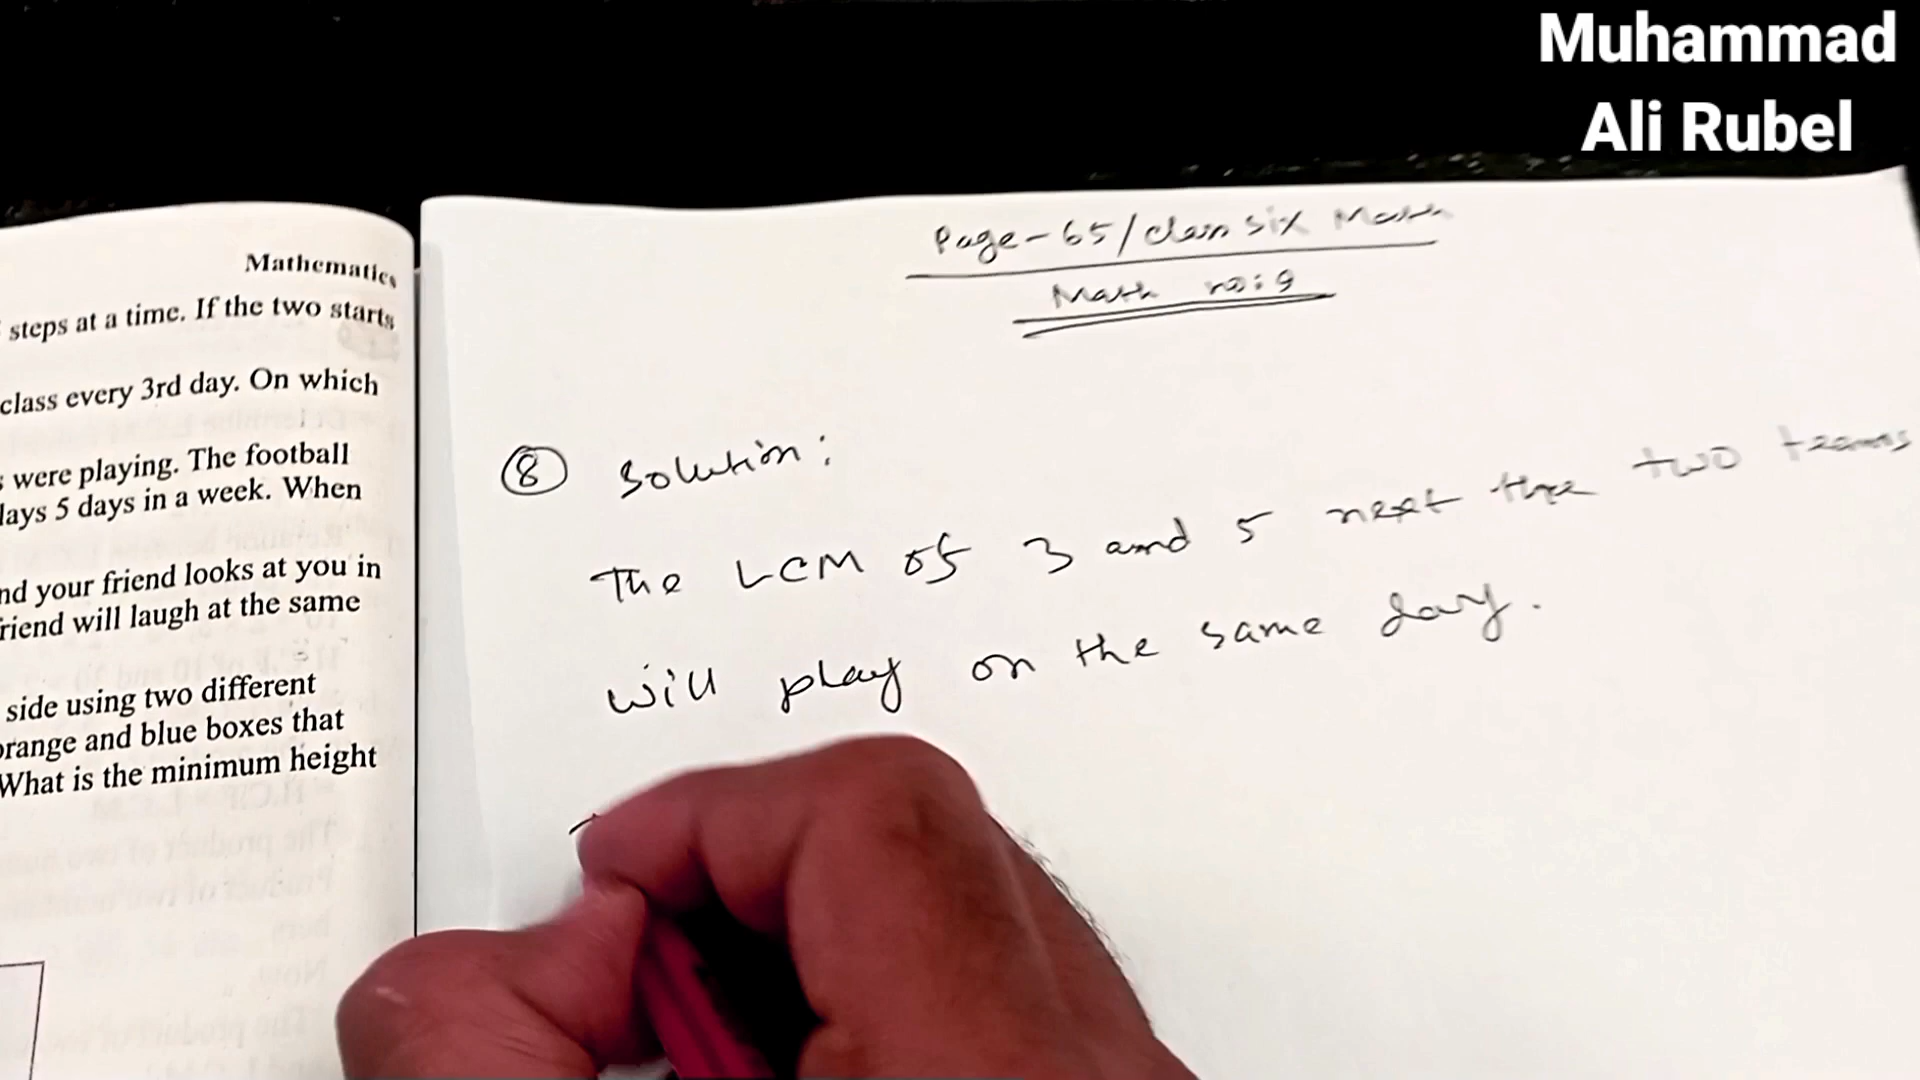 Muhammad
Ali Rubel
Mathematics
steps at a time. If the two starts
class every 3rd day. On which
were playing. The football
lays 5 days in a week. When
nd your friend looks at you in
riend will laugh at the same
side using two different
orange and blue boxes that
What is the minimum height
Page-65/class six Math
Math no:9
8 Solution:
The LCM of 3 and 5 next the two teams
will play on the same day.